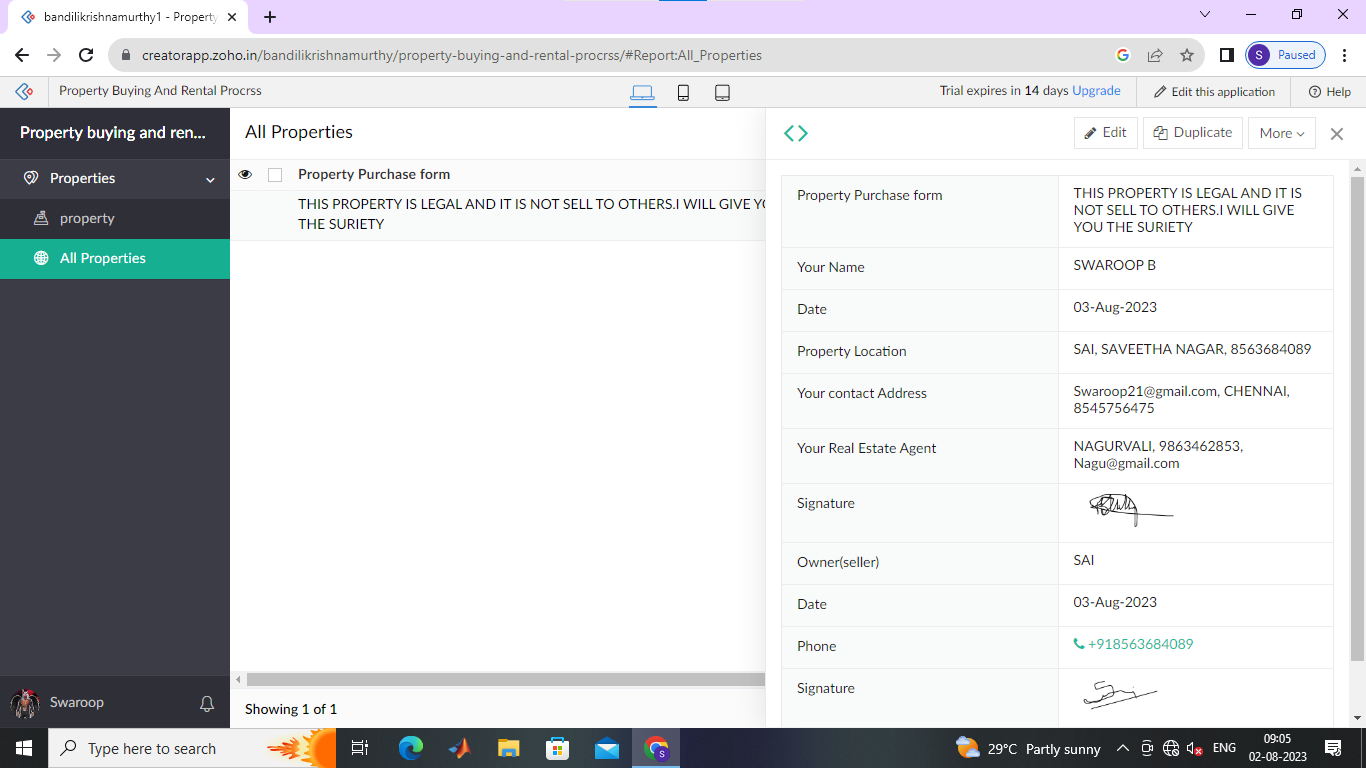 bandilikrishnamurthy1 - Property
creatorapp.zoho.in/bandilikrishnamurthy/property-buying-and-rental-procrss/#Report:All_Properties
S Paused
Property Buying And Rental Procrss
Trial expires in 14 days Upgrade
Edit this application
Help
Property buying and ren...
Properties
property
All Properties
Swaroop
All Properties
Property Purchase form
THIS PROPERTY IS LEGAL AND IT IS NOT SELL TO OTHERS.I WILL GIVE YO
THE SURIETY
Showing 1 of 1
Edit
Duplicate
More
Property Purchase form
THIS PROPERTY IS LEGAL AND IT IS
NOT SELL TO OTHERS.I WILL GIVE
YOU THE SURIETY
Your Name
SWAROOP B
Date
03-Aug-2023
Property Location
SAI, SAVEETHA NAGAR, 8563684089
Your contact Address
Swaroop21@gmail.com, CHENNAI,
8545756475
Your Real Estate Agent
NAGURVALI, 9863462853,
Nagu@gmail.com
Signature
Owner(seller)
SAI
Date
03-Aug-2023
Phone
+918563684089
Signature
Type here to search
S
29°C Partly sunny
ENG
09:05
02-08-2023